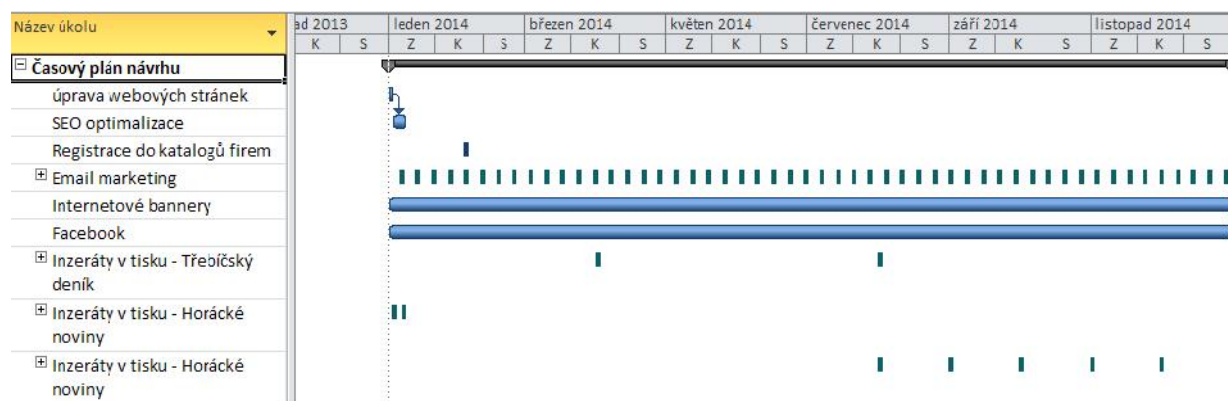 Název úkolu
ad 2013 leden 2014 březen 2014 květen 2014 červenec 2014 září 2014 listopad 2014
K S Z K S Z K S Z K S Z K S Z K S Z K S
Časový plán návrhu
úprava webových stránek
SEO optimalizace
Registrace do katalogů firem
Email marketing
Internetové bannery
Facebook
Inzeráty v tisku - Třebíčský
deník
Inzeráty v tisku - Horácké
noviny
Inzeráty v tisku - Horácké
noviny